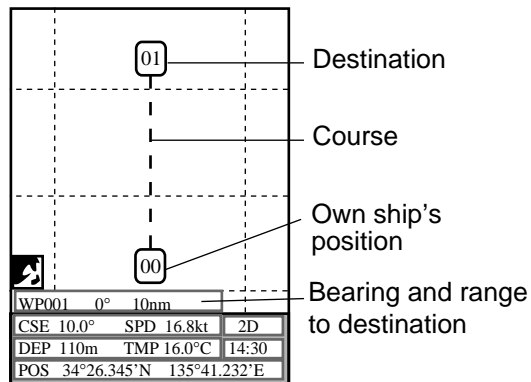 01
Destination
Course
Own ship's
position
00
Bearing and range
to destination
WP001 0° 10nm
CSE 10.0° SPD 16.8kt 2D
DEP 110m TMP 16.0°C 14:30
POS 34°26.345'N 135°41.232'E